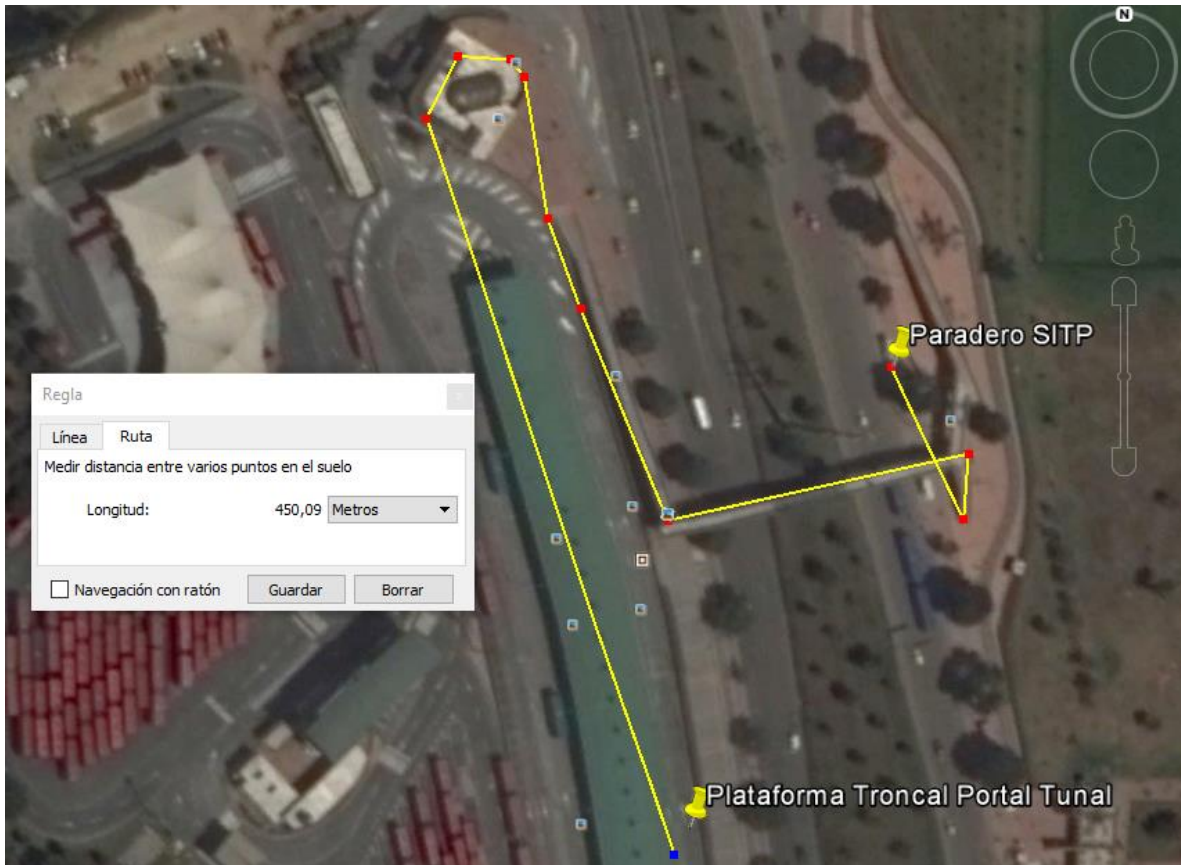 N
Paradero SITP
Regla
Línea Ruta
Medir distancia entre varios puntos en el suelo
Longitud: 450,09 Metros
Navegación con ratón Guardar Borrar
Plataforma Troncal Portal Tunal